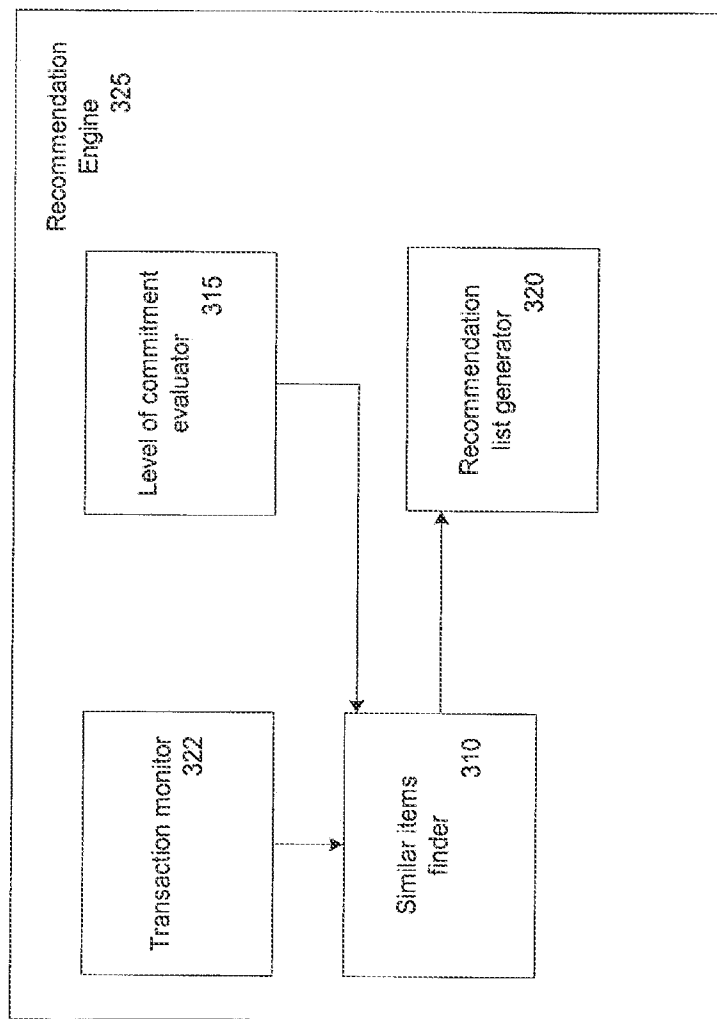 Recommendation
Engine
325
Transaction monitor
322
Level of commitment
evaluator
315
Similar items
finder
310
Recommendation
list generator
320